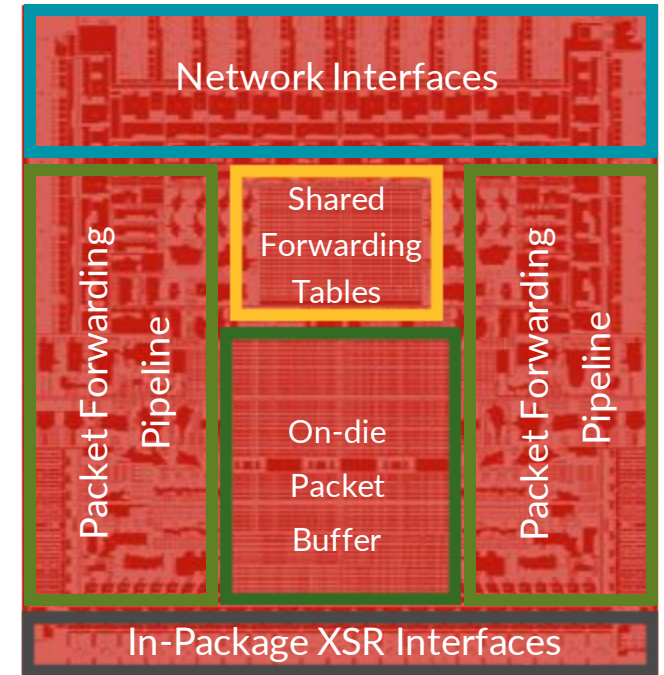 Network Interfaces
Packet Forwarding
Pipeline
Shared
Forwarding
Tables
On-die
Packet
Buffer
Packet Forwarding
Pipeline
In-Package XSR Interfaces